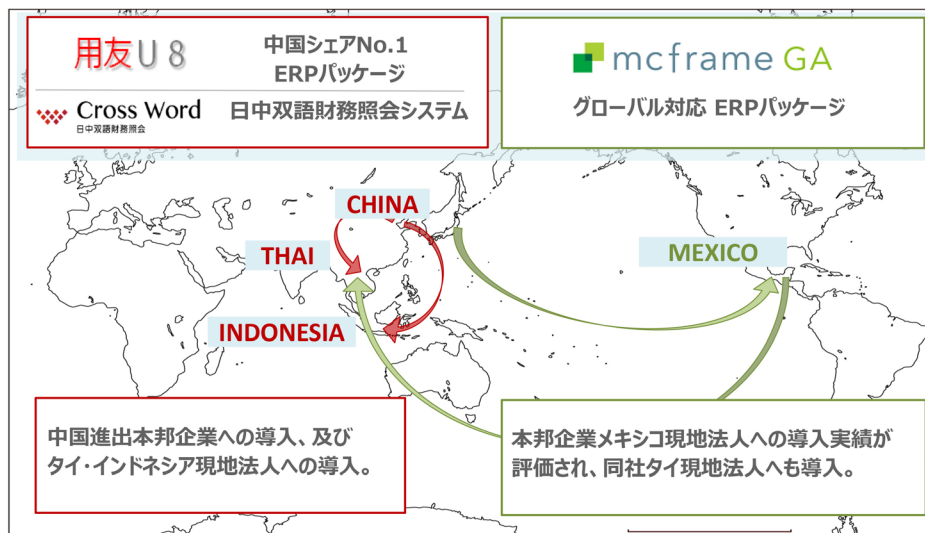 用友U8
中国シェアNo.1
ERPパッケージ
Cross Word
日中双語財務照会
日中双語財務照会システム
mcframe GA
グローバル対応 ERPパッケージ
CHINA
THAI
MEXICO
INDONESIA
中国進出本邦企業への導入、及び
タイ・インドネシア現地法人への導入。
本邦企業メキシコ現地法人への導入実績が
評価され、同社タイ現地法人へも導入。